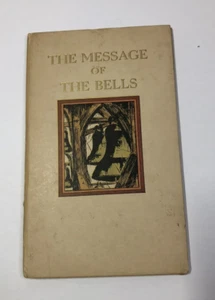 THE MESSAGE
OF
THE BELLS